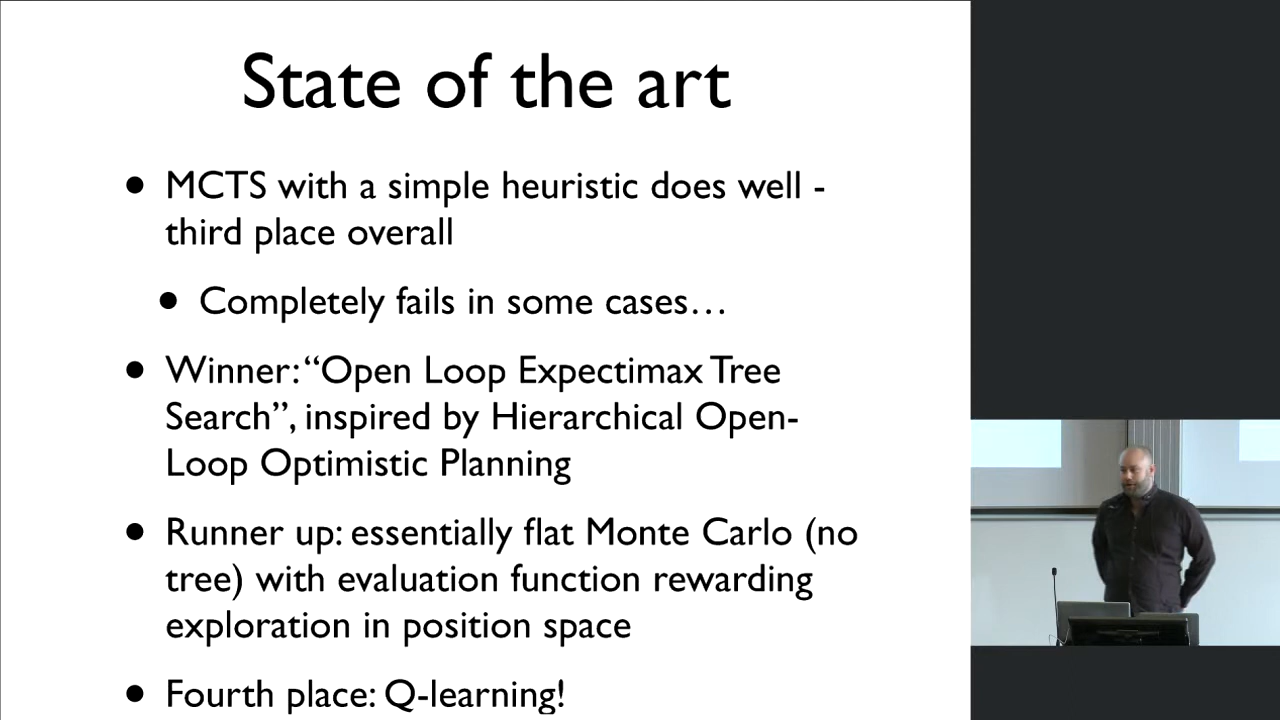 State of the art
• MCTS with a simple heuristic does well -
third place overall
• Completely fails in some cases…
• Winner: “Open Loop Expectimax Tree
Search”, inspired by Hierarchical Open-
Loop Optimistic Planning
• Runner up: essentially flat Monte Carlo (no
tree) with evaluation function rewarding
exploration in position space
• Fourth place: Q-learning!